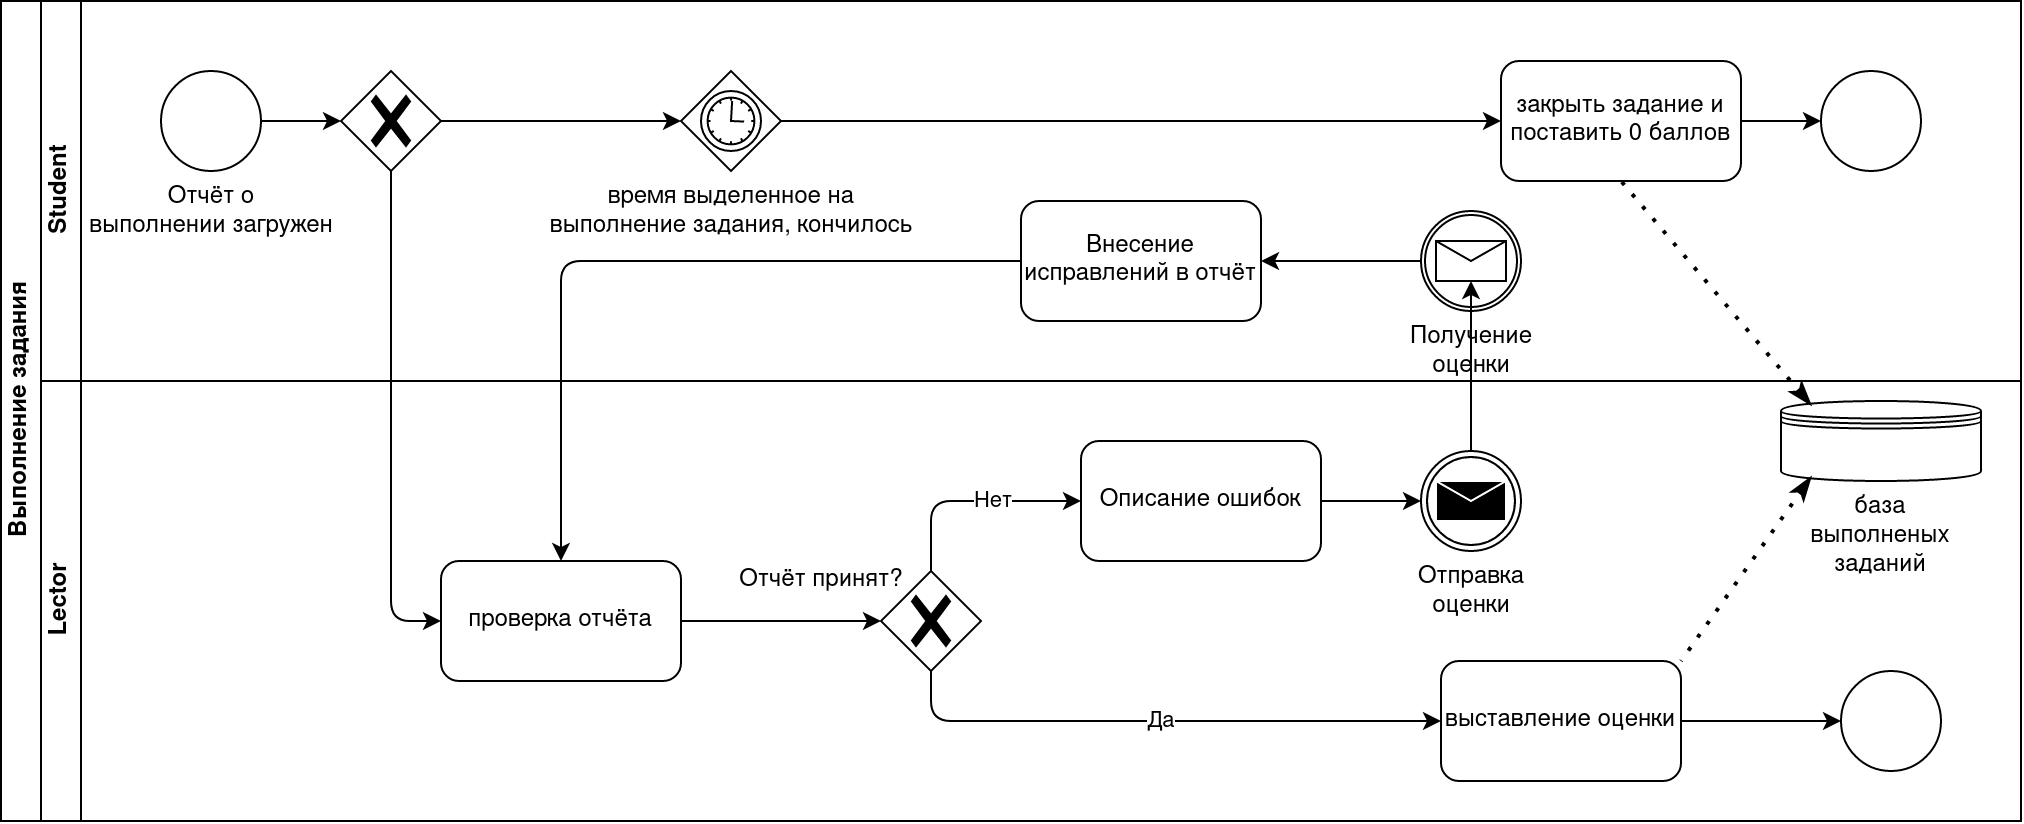 Выполнение задания
Student
Отчёт о
выполнении загружен
время выделенное на
выполнение задания, кончилось
закрыть задание и
поставить 0 баллов
Внесение
исправлений в отчёт
Получение
оценки
Lector
проверка отчёта
Отчёт принят?
Нет
Описание ошибок
Отправка
оценки
база
выполненых
заданий
Да
выставление оценки